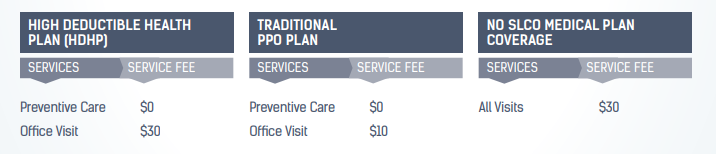 HIGH DEDUCTIBLE HEALTH
PLAN (HDHP)
SERVICES SERVICE FEE
Preventive Care $0
Office Visit $30
TRADITIONAL
PPO PLAN
SERVICES SERVICE FEE
Preventive Care $0
Office Visit $10
NO SLCO MEDICAL PLAN
COVERAGE
SERVICES SERVICE FEE
All Visits $30